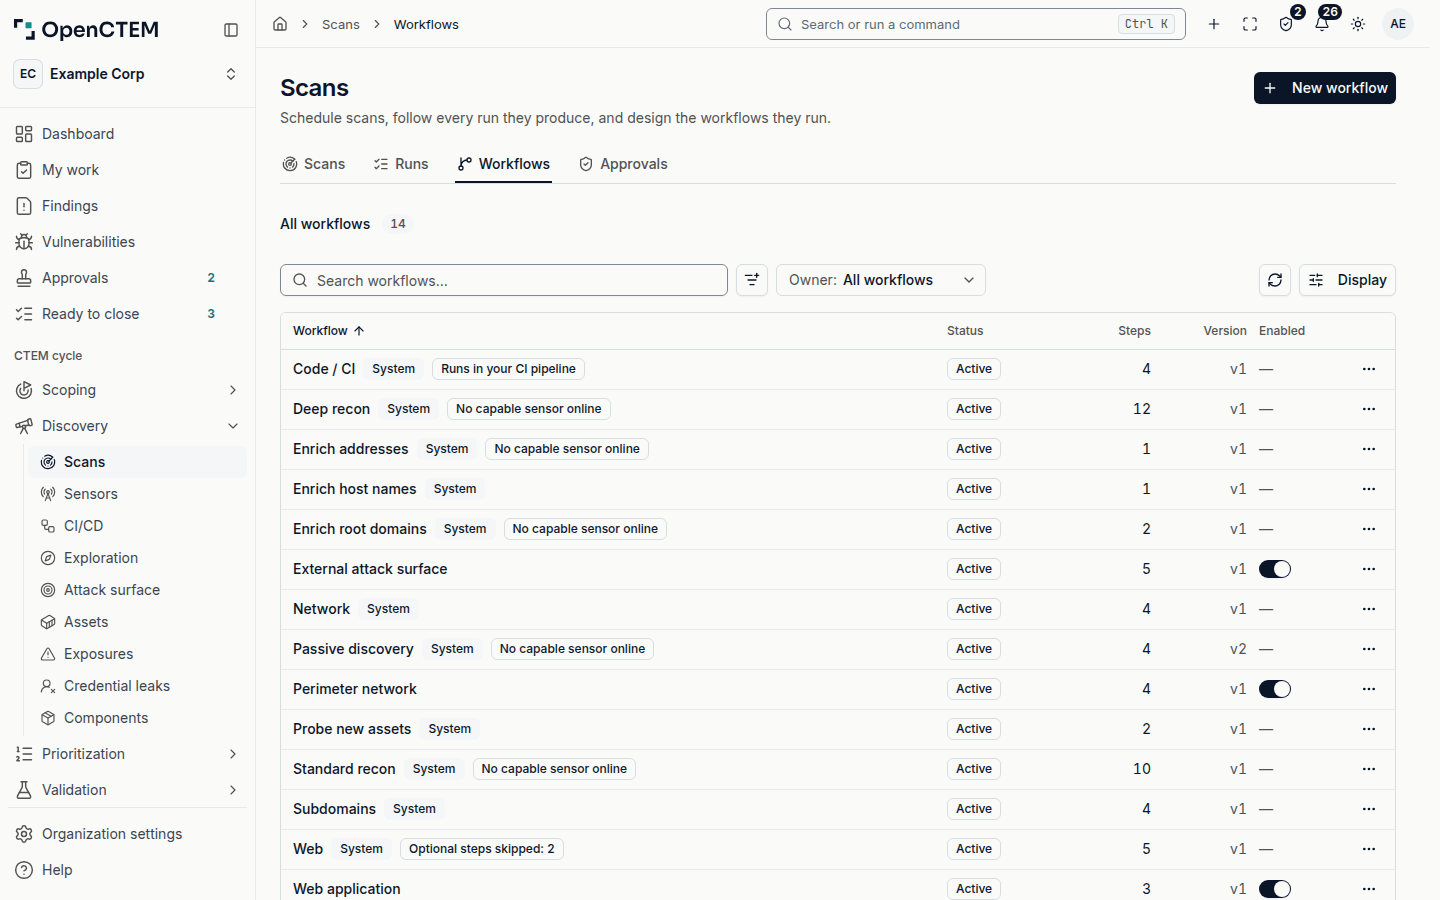 OpenCTEM
Scans
Workflows
Search or run a command
Ctrl K
2
26
AE
EC
Example Corp
Dashboard
My work
Findings
Vulnerabilities
Approvals 2
Ready to close 3
CTEM cycle
Scoping
Discovery
Scans
Sensors
CI/CD
Exploration
Attack surface
Assets
Exposures
Credential leaks
Components
Prioritization
Validation
Organization settings
Help
Scans
New workflow
Schedule scans, follow every run they produce, and design the workflows they run.
Scans Runs Workflows Approvals
All workflows 14
Search workflows...
Owner: All workflows
Display
Workflow Status Steps Version Enabled
Code / CI System Runs in your CI pipeline Active 4 v1 —
Deep recon System No capable sensor online Active 12 v1 —
Enrich addresses System No capable sensor online Active 1 v1 —
Enrich host names System Active 1 v1 —
Enrich root domains System No capable sensor online Active 2 v1 —
External attack surface Active 5 v1
Network System Active 4 v1 —
Passive discovery System No capable sensor online Active 4 v2 —
Perimeter network Active 4 v1
Probe new assets System Active 2 v1 —
Standard recon System No capable sensor online Active 10 v1 —
Subdomains System Active 4 v1 —
Web System Optional steps skipped: 2 Active 5 v1 —
Web application Active 3 v1